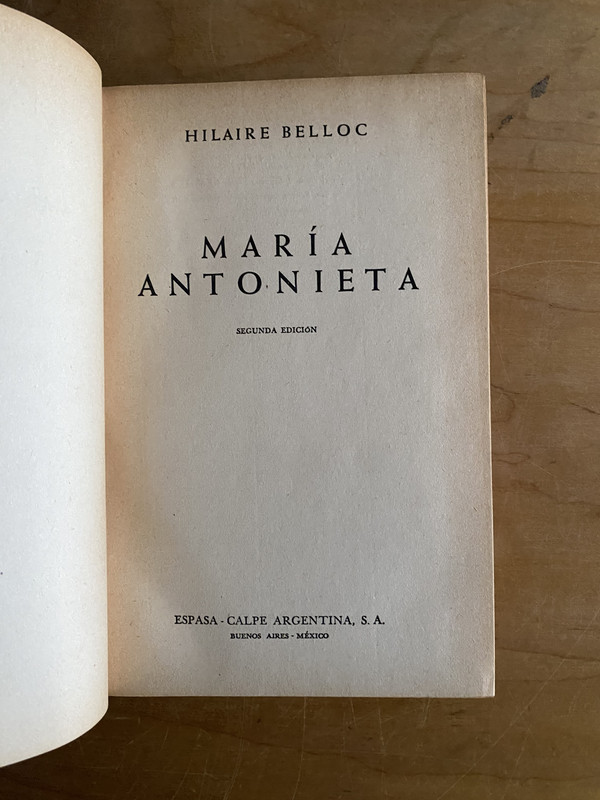 HILAIRE BELLOC
MARÍA
ANTONIETA
SEGUNDA EDICIÓN
ESPASA - CALPE ARGENTINA, S. A.
BUENOS AIRES - MÉXICO